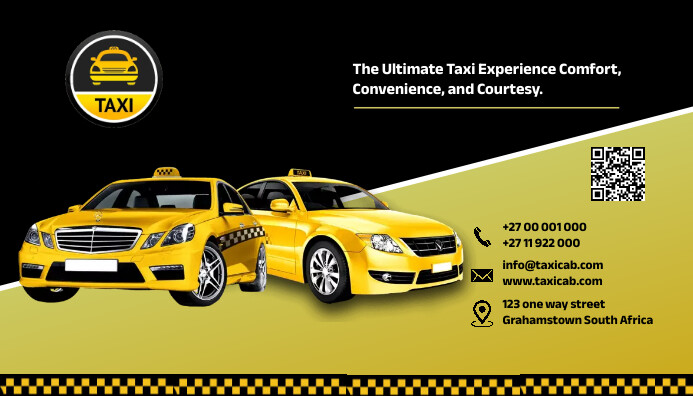 TAXI
The Ultimate Taxi Experience Comfort,
Convenience, and Courtesy.
TAXI
+27 00 001 000
+27 11 922 000
info@taxicab.com
www.taxicab.com
123 one way street
Grahamstown South Africa